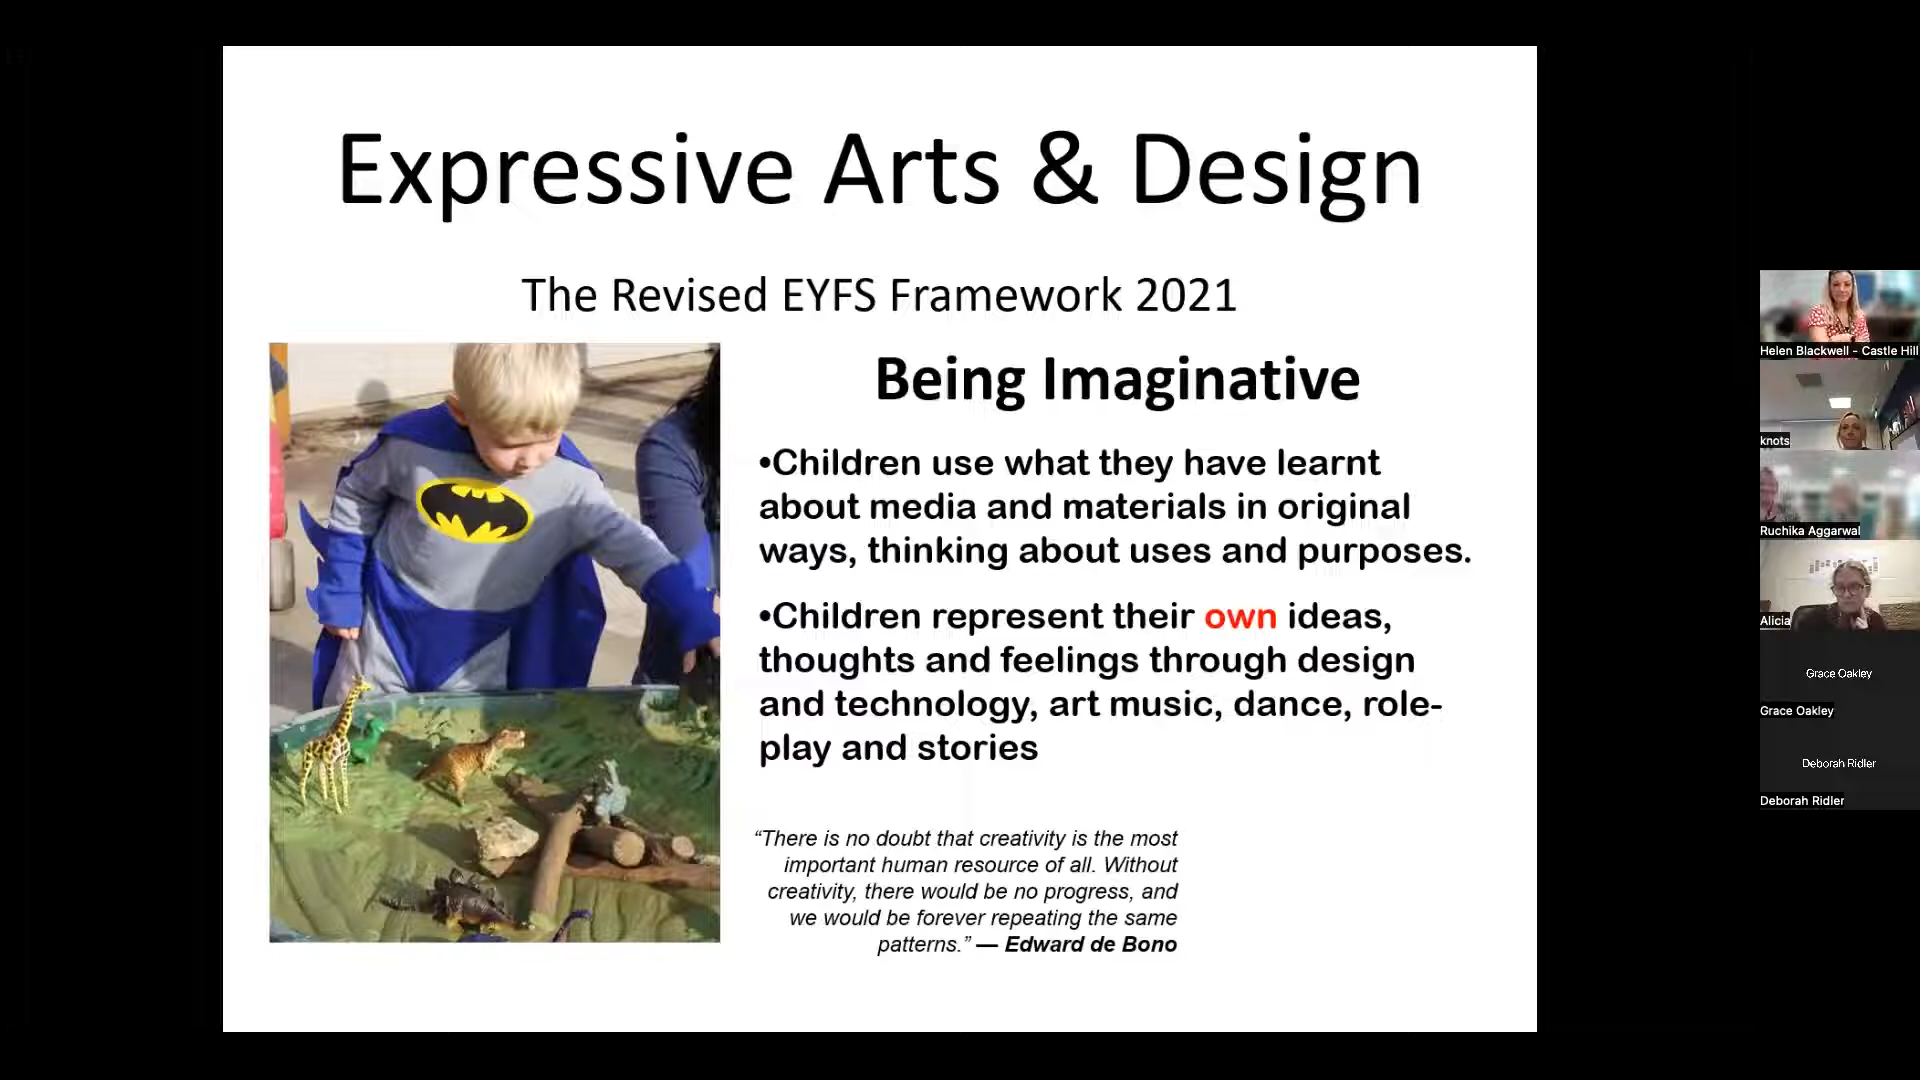 Expressive Arts & Design
The Revised EYFS Framework 2021
Being Imaginative
•Children use what they have learnt
about media and materials in original
ways, thinking about uses and purposes.
•Children represent their own ideas,
thoughts and feelings through design
and technology, art music, dance, role-
play and stories
“There is no doubt that creativity is the most
important human resource of all. Without
creativity, there would be no progress, and
we would be forever repeating the same
patterns.” — Edward de Bono
Helen Blackwell - Castle Hill
knots
Ruchika Aggarwal
Alicia
Grace Oakley
Grace Oakley
Deborah Ridler
Deborah Ridler